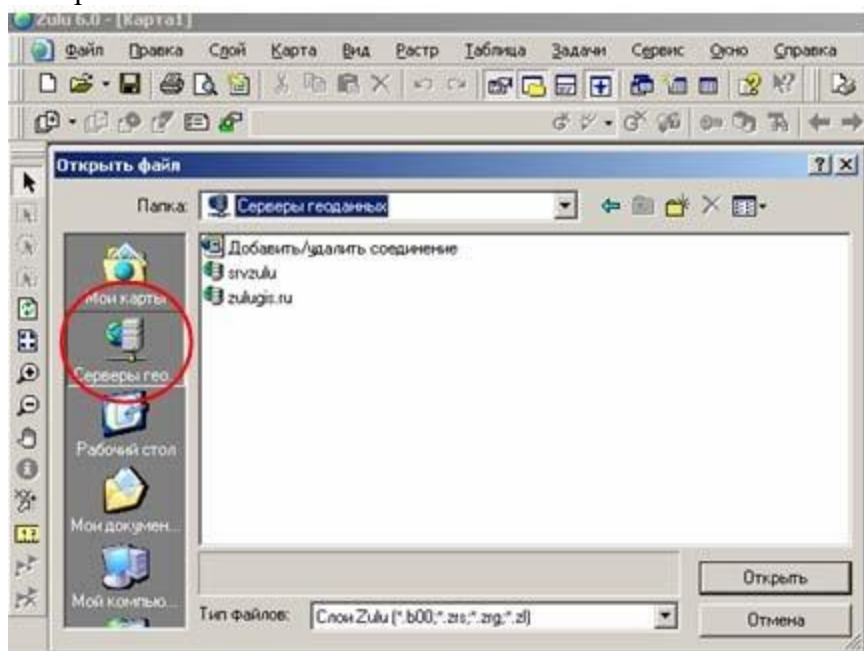 Zulu 6.0 - [Карта1]
Файл Правка Слой Карта Вид Растр Таблица Задачи Сервис Окно Справка
Открыть файл
Папка: Серверы геоданных
Добавить/удалить соединение
srvzulu
zulugis.ru
Мои карты
Серверы гео...
Рабочий стол
Мои докумен...
Мой компью...
Открыть
Тип файлов: Слои Zulu (*.b00;*.zrs;*.zrg;*.zl)
Отмена